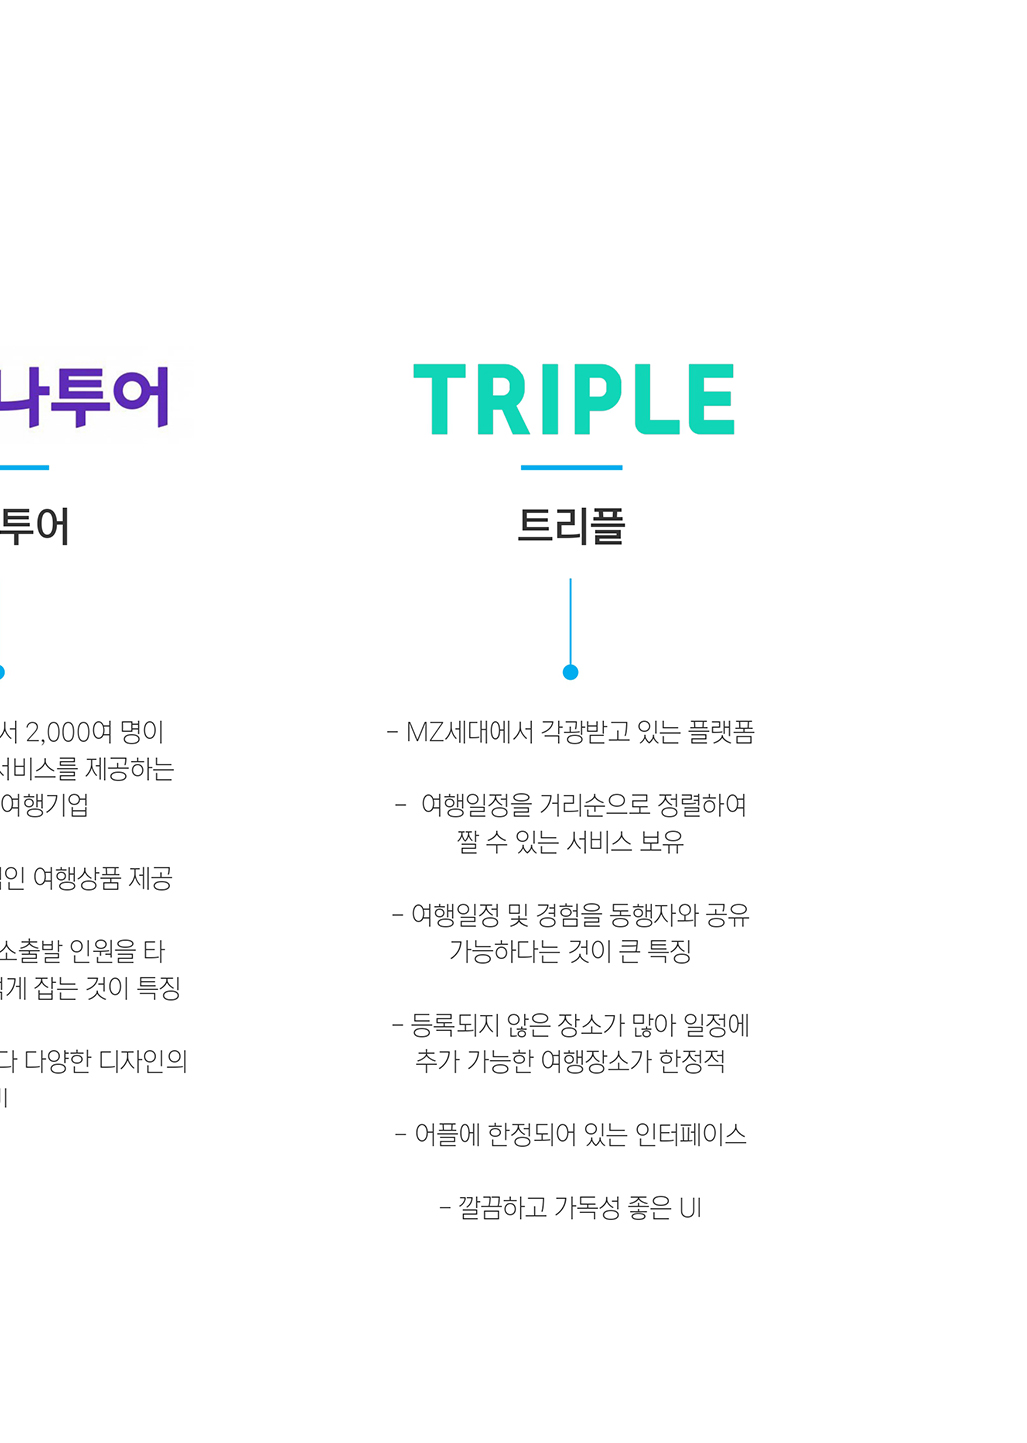 나투어
투어
서 2,000여 명이
서비스를 제공하는
여행기업
인 여행상품 제공
소출발 인원을 타
게 잡는 것이 특징
다 다양한 디자인의
TRIPLE
트리플
- MZ세대에서 각광받고 있는 플랫폼
- 여행일정을 거리순으로 정렬하여
짤 수 있는 서비스 보유
- 여행일정 및 경험을 동행자와 공유
가능하다는 것이 큰 특징
- 등록되지 않은 장소가 많아 일정에
추가 가능한 여행장소가 한정적
- 어플에 한정되어 있는 인터페이스
- 깔끔하고 가독성 좋은 UI